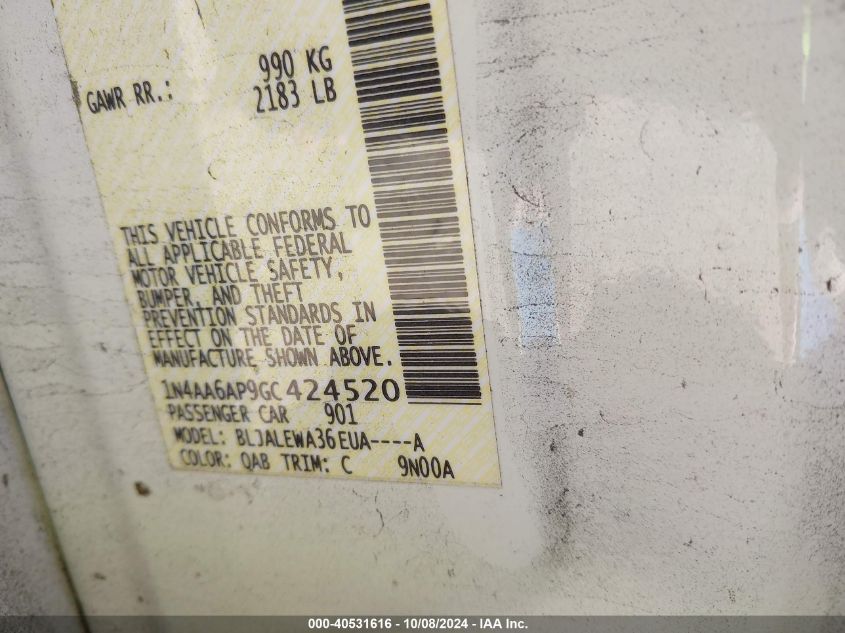 990 KG
GAWR RR.: 2183 LB
THIS VEHICLE CONFORMS TO
ALL APPLICABLE FEDERAL
MOTOR VEHICLE SAFETY,
BUMPER, AND THEFT
PREVENTION STANDARDS IN
EFFECT ON THE DATE OF
MANUFACTURE SHOWN ABOVE.
1N4AA6AP9GC424520
PASSENGER CAR 901
MODEL: BLJALEWA36EUA----A
COLOR: QAB TRIM: C 9N00A
000-40531616 - 10/08/2024 - IAA Inc.